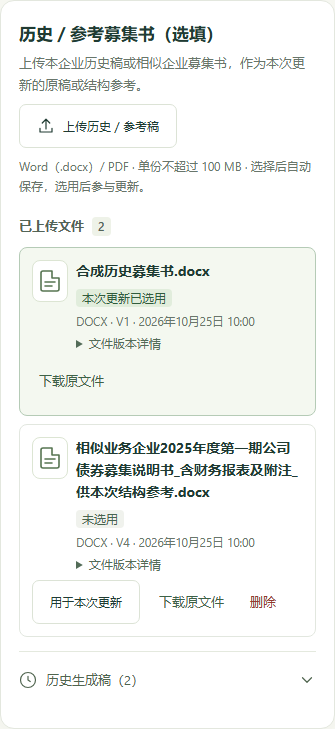 历史 / 参考募集书（选填）
上传本企业历史稿或相似企业募集书，作为本次更
新的原稿或结构参考。
上传历史 / 参考稿
Word（.docx）/ PDF · 单份不超过 100 MB · 选择后自动
保存，选用后参与更新。
已上传文件 2
合成历史募集书.docx
本次更新已选用
DOCX · V1 · 2026年10月25日 10:00
文件版本详情
下载原文件
相似业务企业2025年度第一期公司
债券募集说明书_含财务报表及附注_
供本次结构参考.docx
未选用
DOCX · V4 · 2026年10月25日 10:00
文件版本详情
用于本次更新 下载原文件 删除
历史生成稿（2）